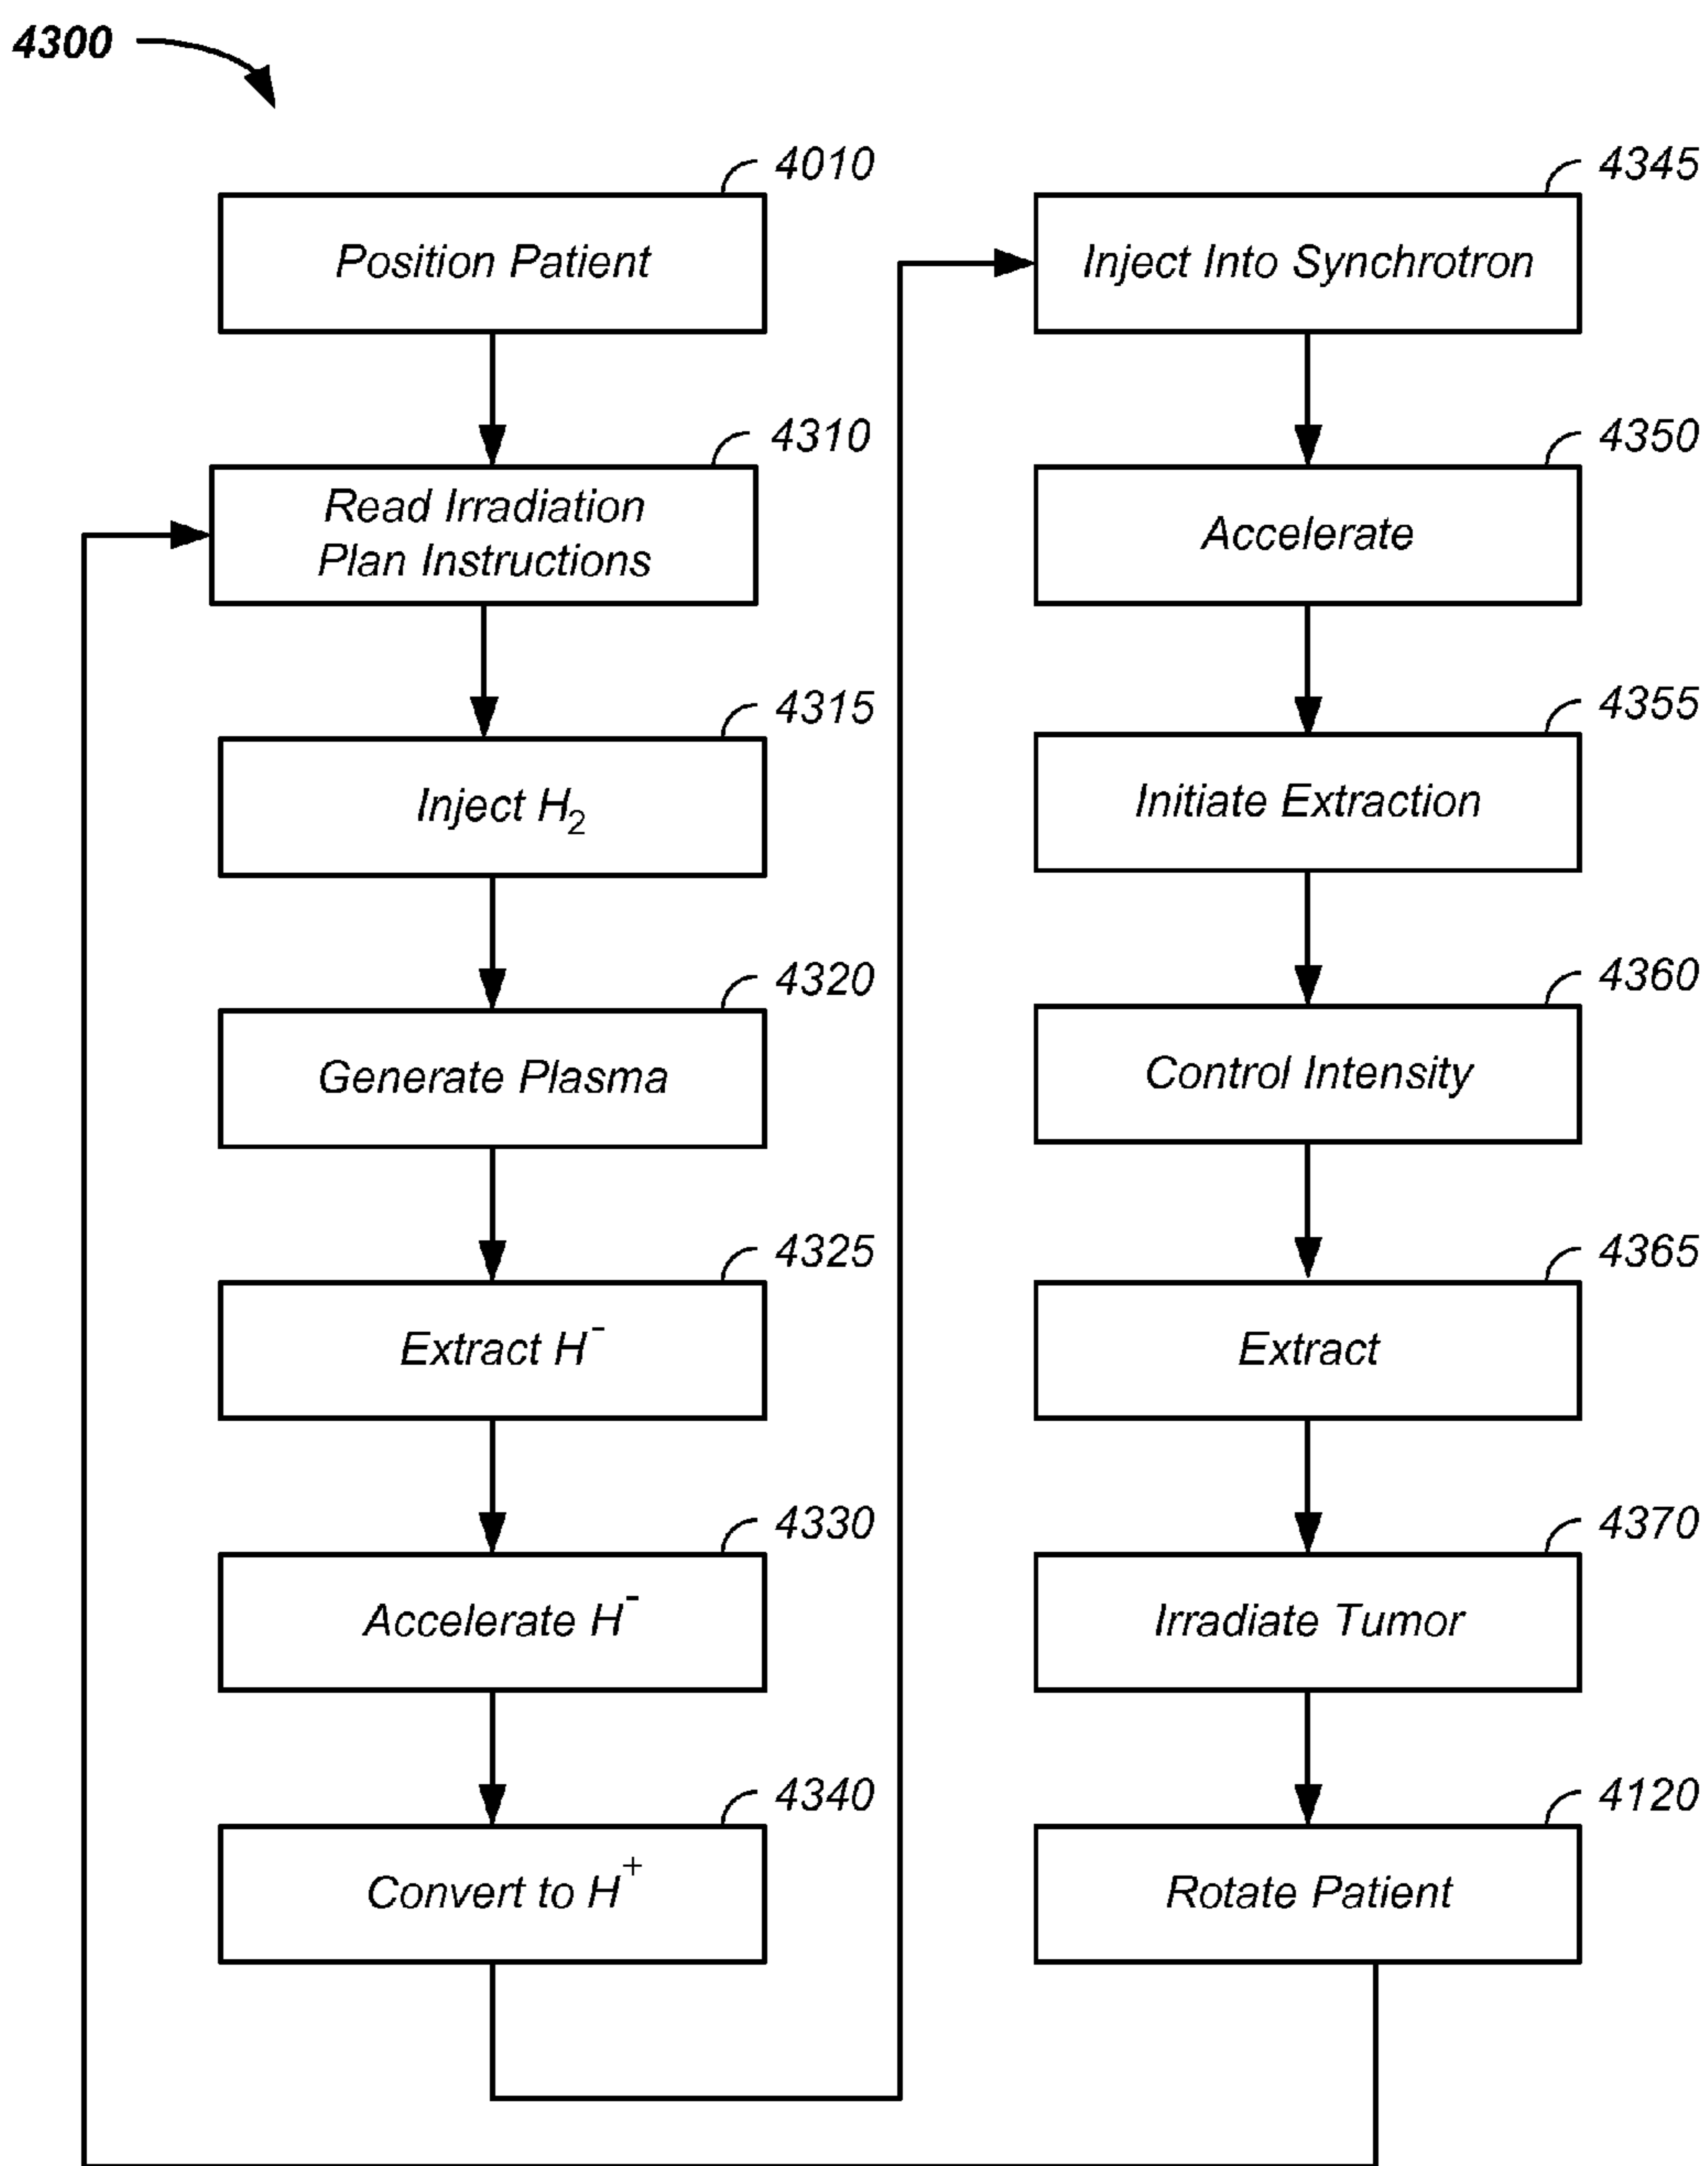 4300
4010
Position Patient
4310
Read Irradiation
Plan Instructions
4315
Inject H₂
4320
Generate Plasma
4325
Extract H⁻
4330
Accelerate H⁻
4340
Convert to H⁺
4345
Inject Into Synchrotron
4350
Accelerate
4355
Initiate Extraction
4360
Control Intensity
4365
Extract
4370
Irradiate Tumor
4120
Rotate Patient